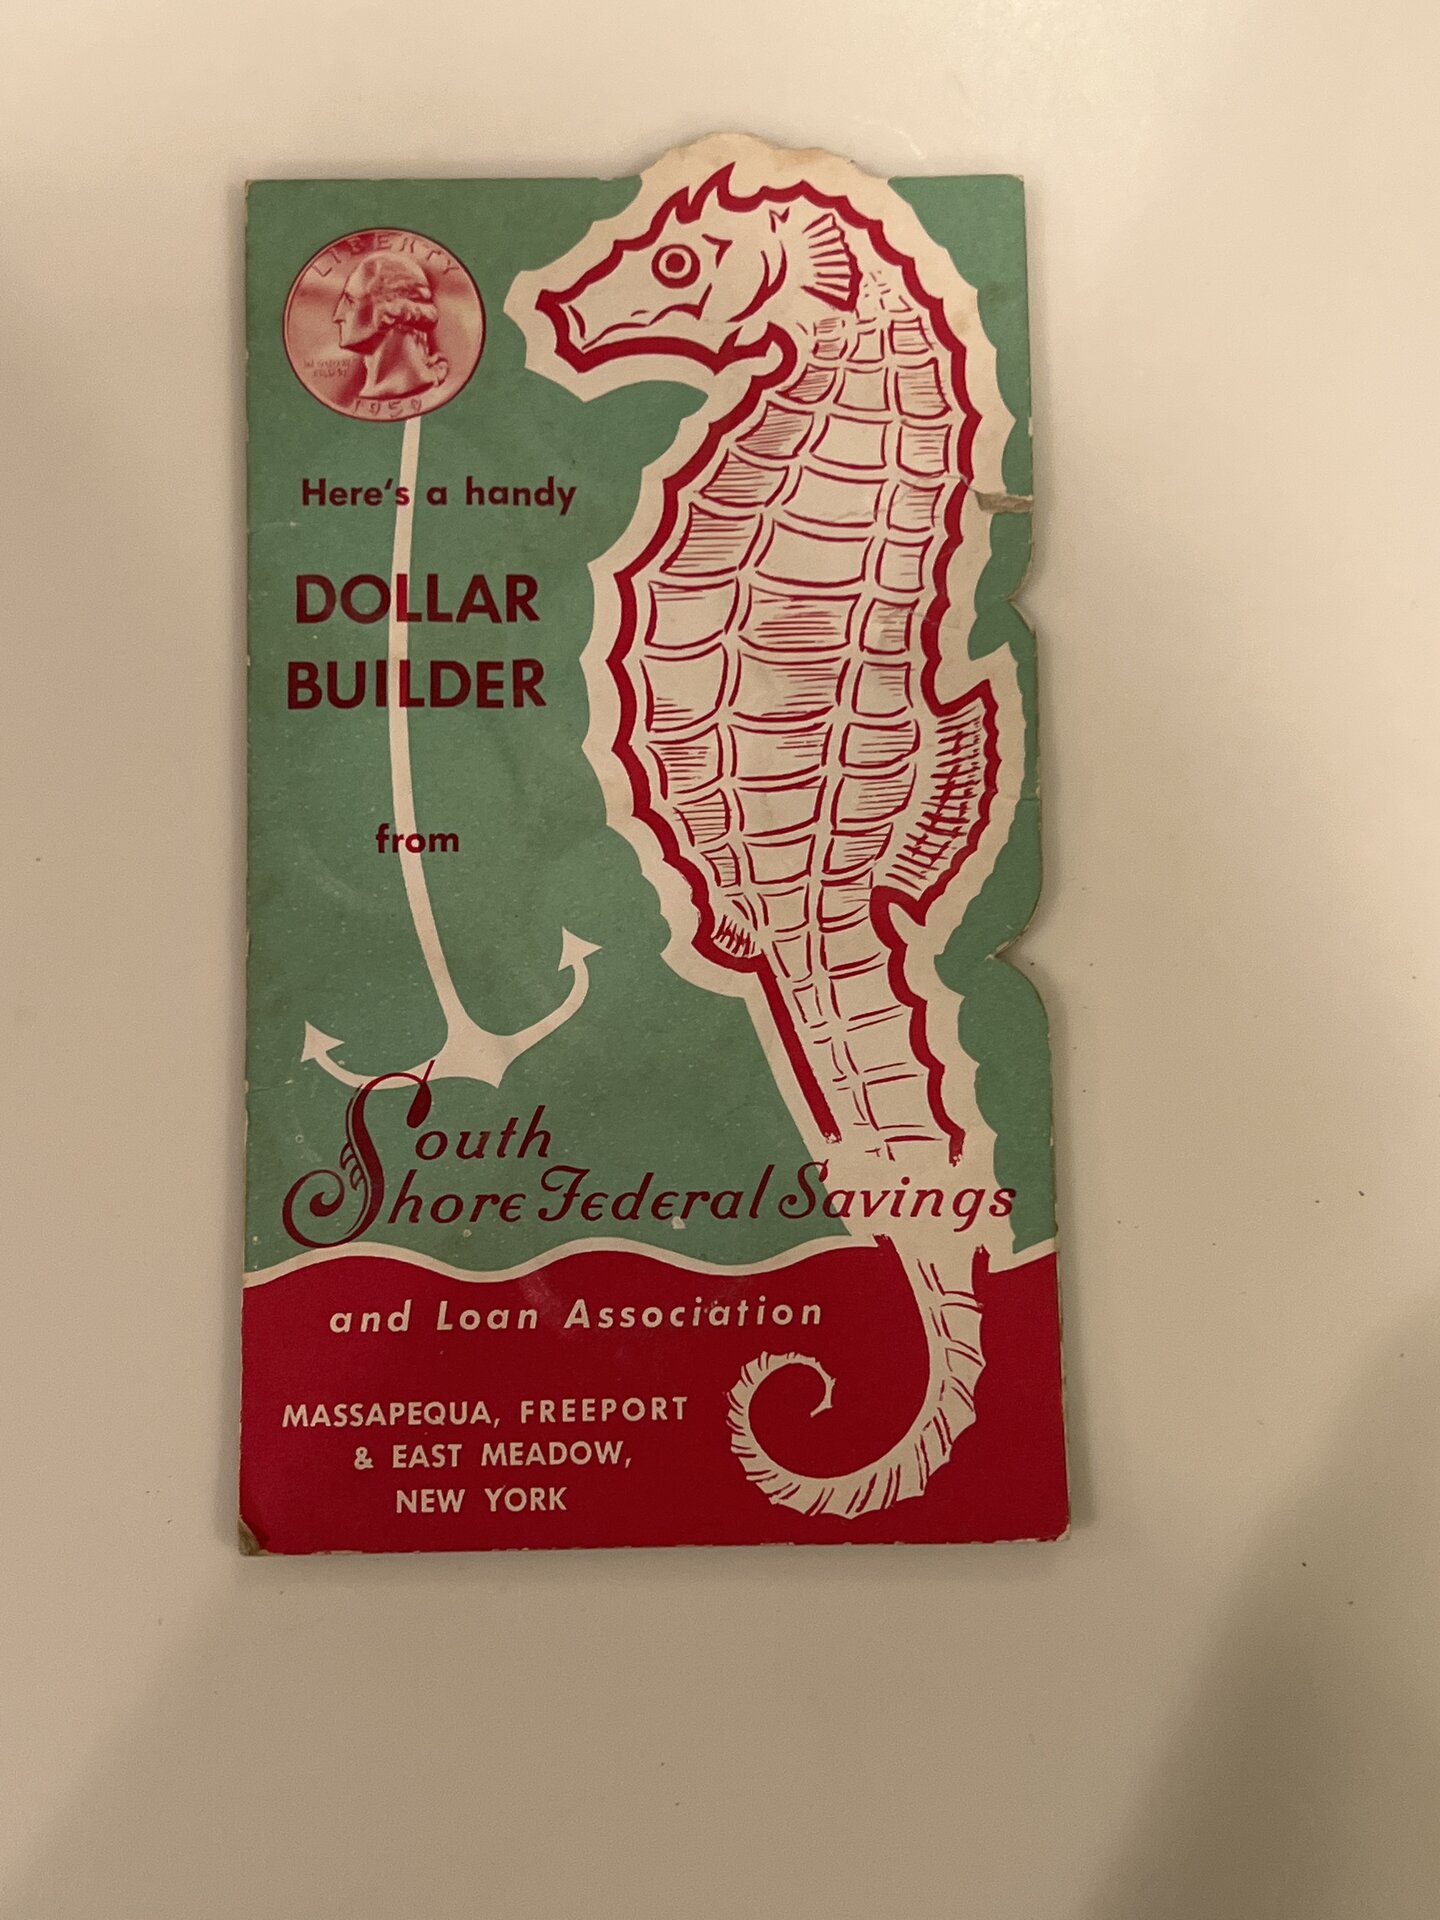 LIBERTY
IN GOD WE
TRUST
1959
Here's a handy
DOLLAR
BUILDER
from
South
Shore Federal Savings
and Loan Association
MASSAPEQUA, FREEPORT
& EAST MEADOW,
NEW YORK